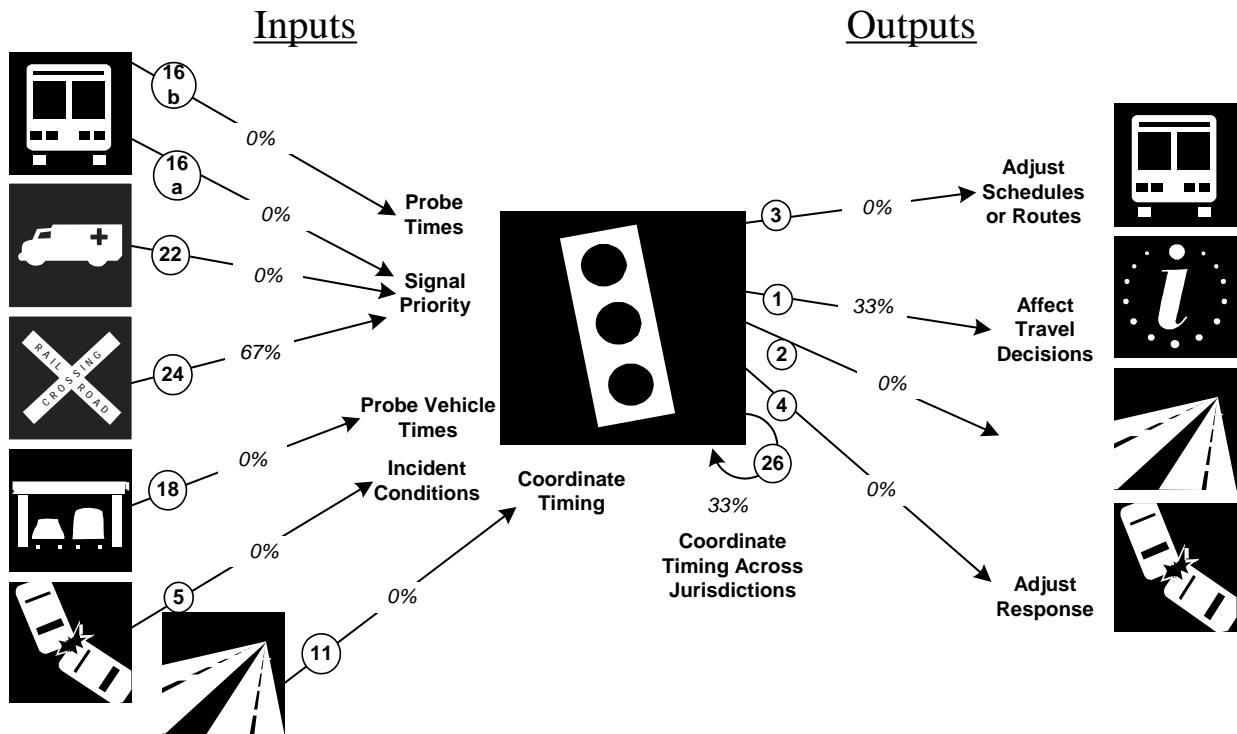 Inputs
Outputs
16
b
0%
16
a
0%
Probe
Times
22
0%
Signal
Priority
RAIL ROAD
CROSSING
24
67%
Probe Vehicle
Times
18
0%
Incident
Conditions
5
0%
Coordinate
Timing
11
0%
3
0%
Adjust
Schedules
or Routes
1
33%
Affect
Travel
Decisions
i
2
0%
4
0%
Adjust
Response
26
33%
Coordinate
Timing Across
Jurisdictions